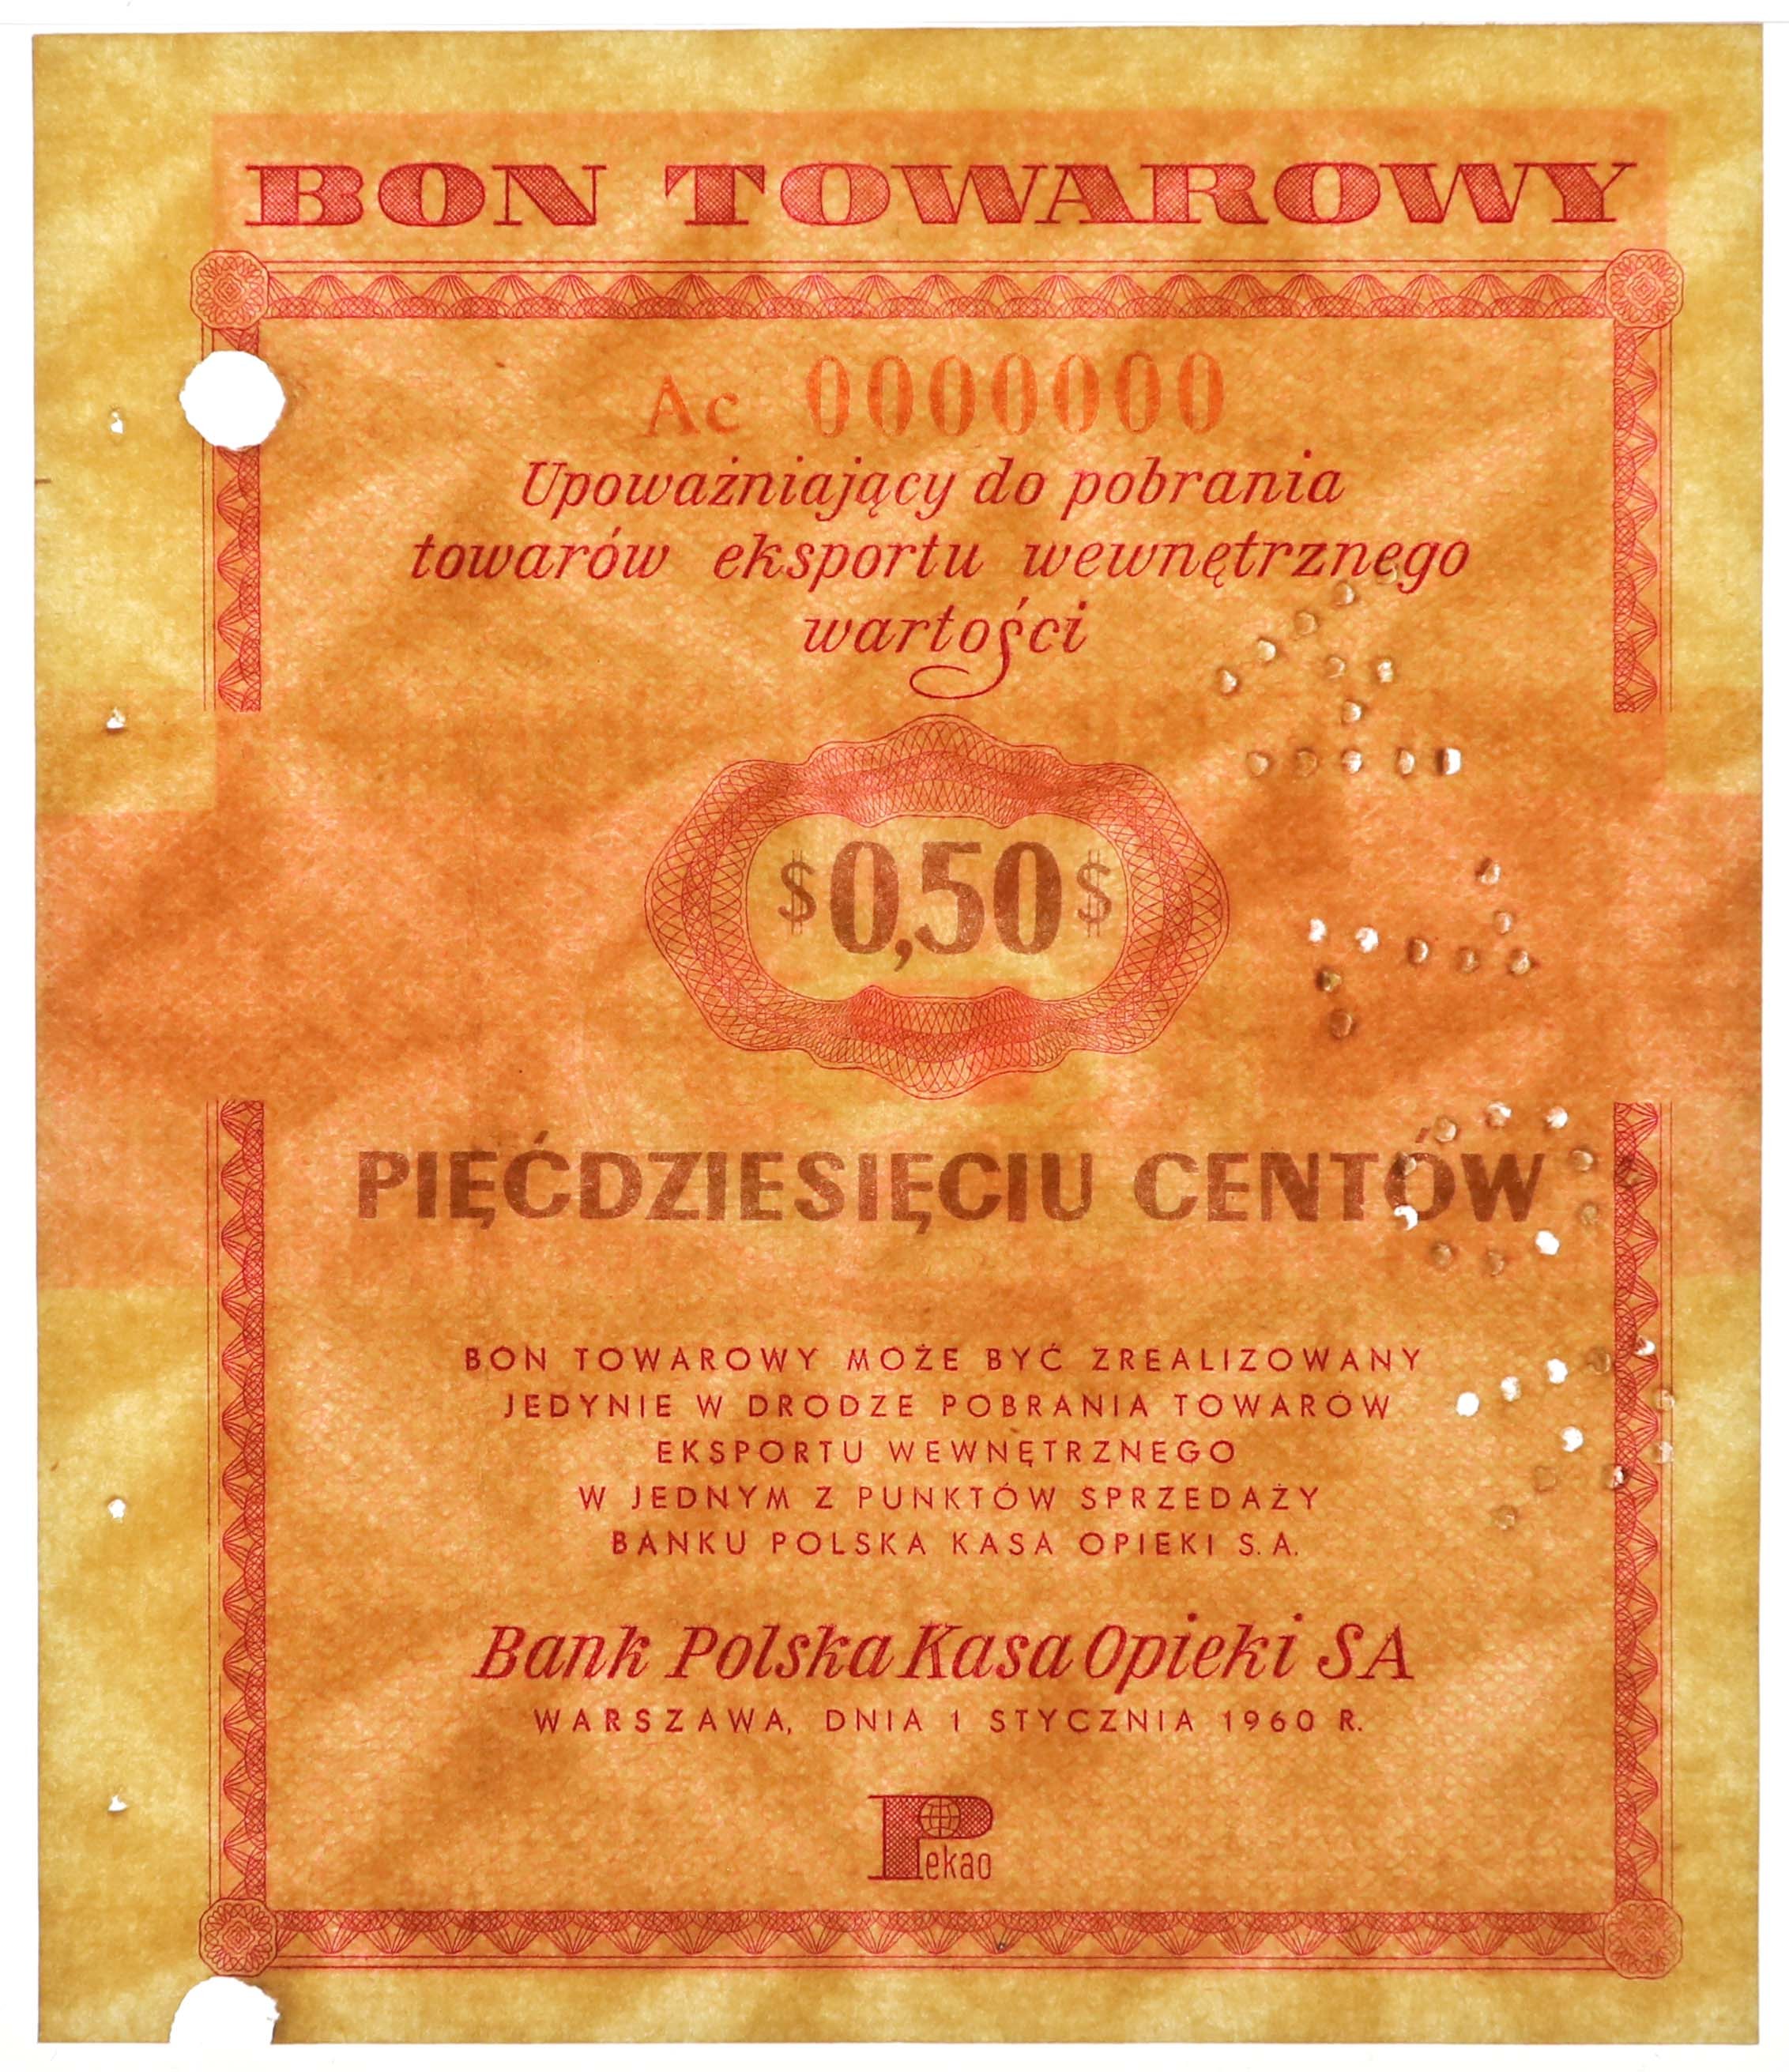 BON TOWAROWY
Ac 0000000
Upoważniający do pobrania
towarów eksportu wewnętrznego
wartości
$0,50$
PIĘĆDZIESIĘCIU CENTÓW
BON TOWAROWY MOŻE BYĆ ZREALIZOWANY
JEDYNIE W DRODZE POBRANIA TOWARÓW
EKSPORTU WEWNĘTRZNEGO
W JEDNYM Z PUNKTÓW SPRZEDAŻY
BANKU POLSKA KASA OPIEKI S.A.
Bank Polska Kasa Opieki SA
WARSZAWA, DNIA 1 STYCZNIA 1960 R.
Pekao